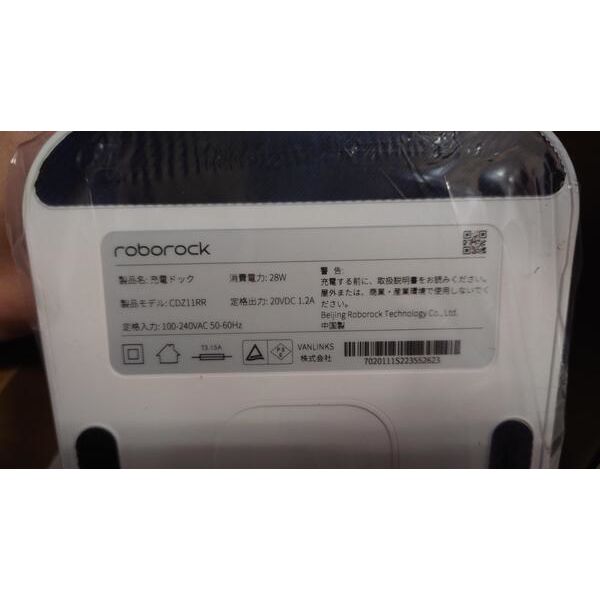 roborock
製品名: 充電ドック 消費電力: 28W
製品モデル: CDZ11RR 定格出力: 20VDC 1.2A
定格入力: 100-240VAC 50-60Hz
警告:
充電する前に、取扱説明書をお読みください。
屋外または、商業・産業環境で使用しないでください。
Beijing Roborock Technology Co., Ltd.
中国製
T3.15A
PS
E
VANLINKS
株式会社
7020111S223552623